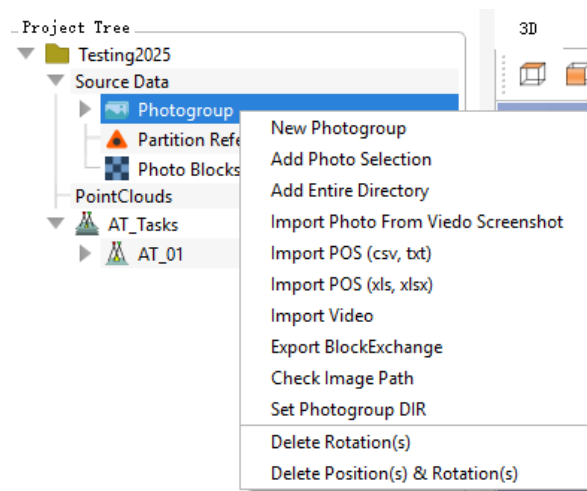 Project Tree
3D
Testing2025
Source Data
Photogroup
Partition Refe
Photo Blocks
PointClouds
AT_Tasks
AT_01
New Photogroup
Add Photo Selection
Add Entire Directory
Import Photo From Viedo Screenshot
Import POS (csv, txt)
Import POS (xls, xlsx)
Import Video
Export BlockExchange
Check Image Path
Set Photogroup DIR
Delete Rotation(s)
Delete Position(s) & Rotation(s)